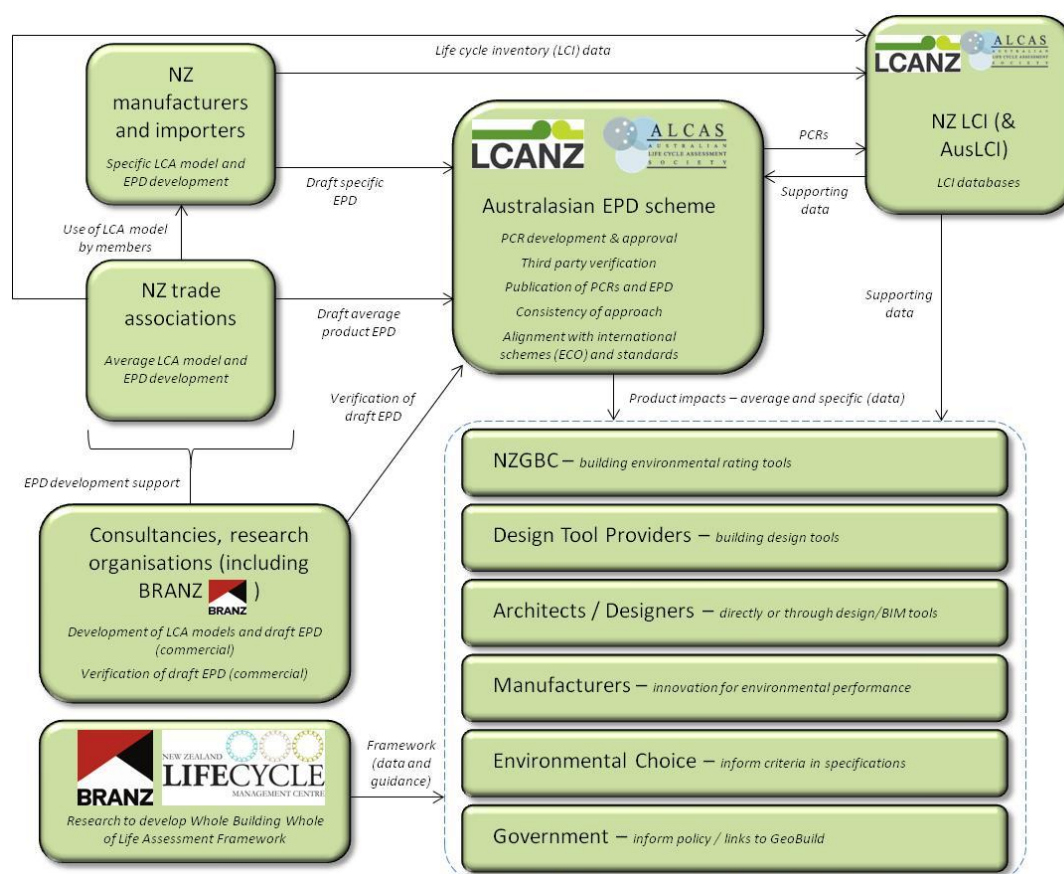 Life cycle inventory (LCI) data
NZ
manufacturers
and importers
Specific LCA model and
EPD development
Draft specific
EPD
Use of LCA model
by members
NZ trade
associations
Average LCA model and
EPD development
Draft average
product EPD
LCANZ
ALCAS
AUSTRALIAN
LIFE CYCLE ASSESSMENT
SOCIETY
Australasian EPD scheme
PCR development & approval
Third party verification
Publication of PCRs and EPD
Consistency of approach
Alignment with international
schemes (ECO) and standards
PCRs
Supporting
data
LCANZ
ALCAS
AUSTRALIAN
LIFE CYCLE ASSESSMENT
SOCIETY
NZ LCI (&
AusLCI)
LCI databases
Supporting
data
Verification of
draft EPD
Product impacts – average and specific (data)
EPD development support
Consultancies, research
organisations (including
BRANZ BRANZ )
Development of LCA models and draft EPD
(commercial)
Verification of draft EPD (commercial)
BRANZ
NEW ZEALAND
LIFECYCLE
MANAGEMENT CENTRE
Research to develop Whole Building Whole
of Life Assessment Framework
Framework
(data and
guidance)
NZGBC – building environmental rating tools
Design Tool Providers – building design tools
Architects / Designers – directly or through design/BIM tools
Manufacturers – innovation for environmental performance
Environmental Choice – inform criteria in specifications
Government – inform policy / links to GeoBuild